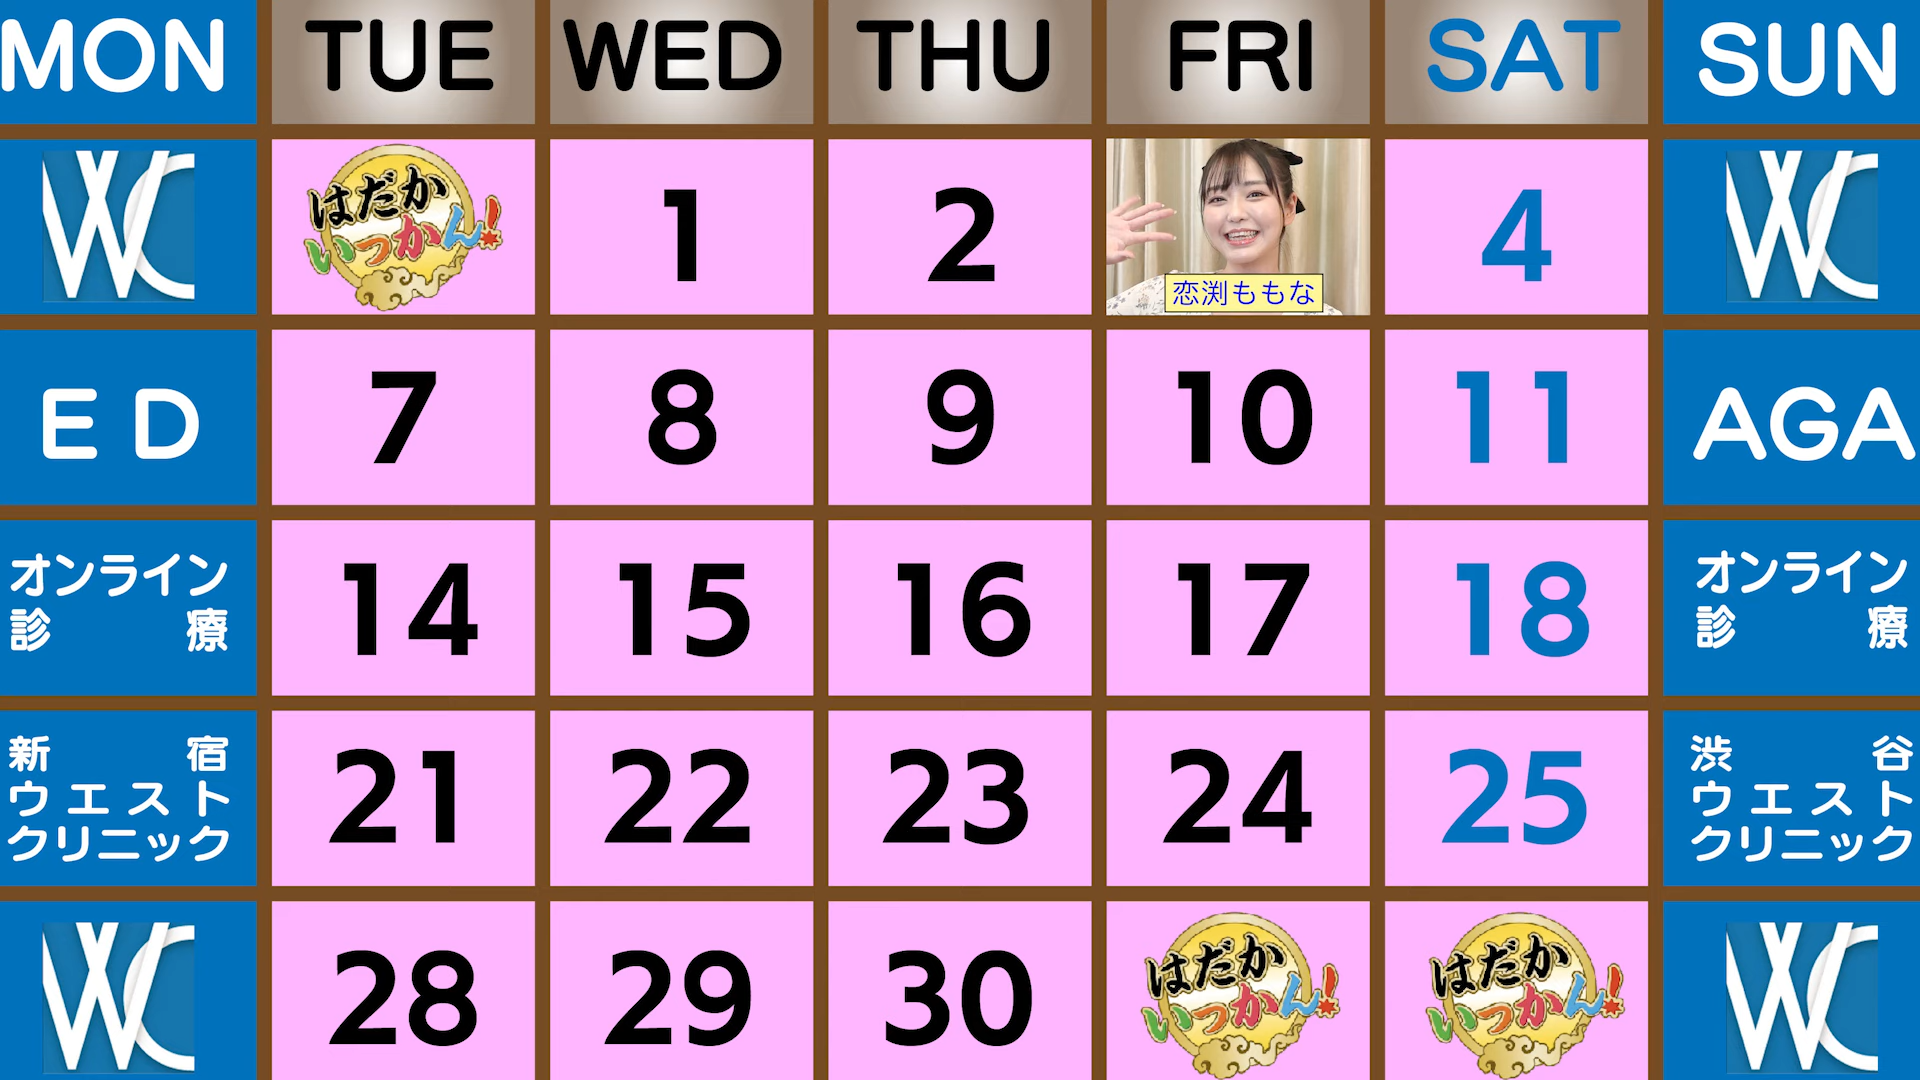 MON TUE WED THU FRI SAT SUN
WC はだか 1 2 4 WC
いっかん!
恋渕ももな
ED 7 8 9 10 11 AGA
オンライン 14 15 16 17 18 オンライン
診療 診療
新宿 21 22 23 24 25 渋谷
ウエスト ウエスト
クリニック クリニック
WC 28 29 30 はだか はだか WC
いっかん! いっかん!